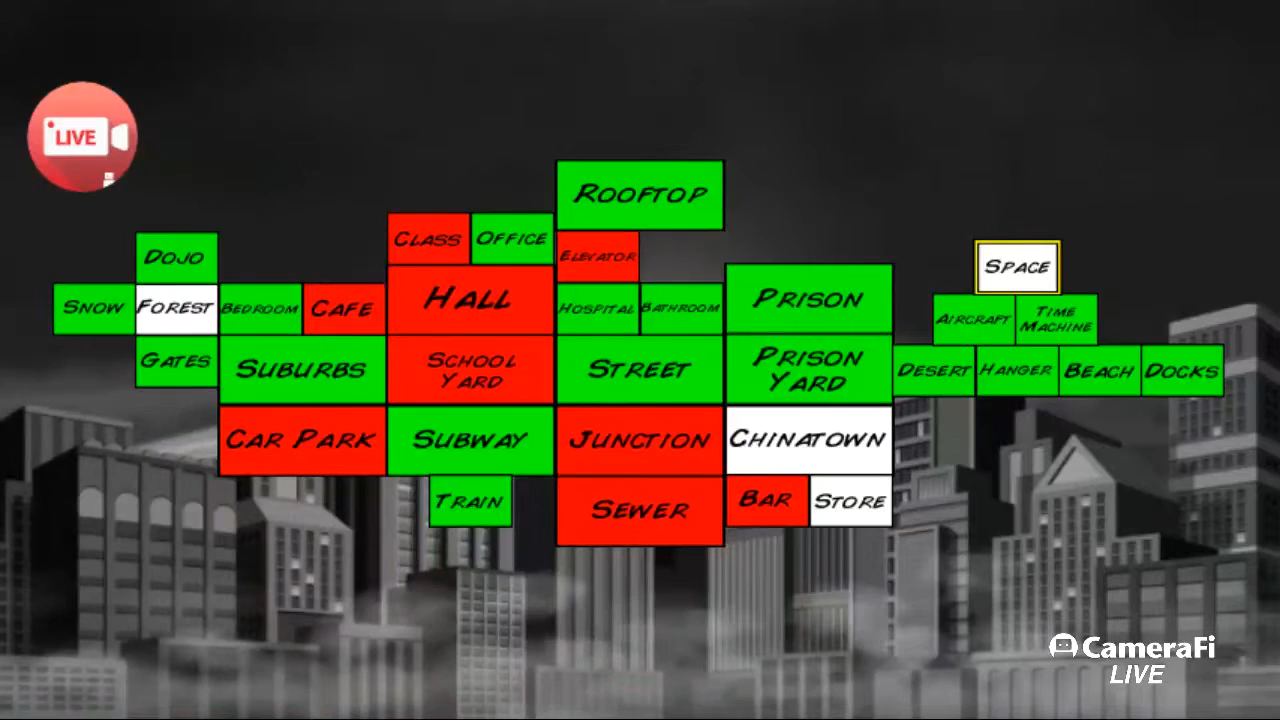 LIVE
ROOFTOP
CLASS
OFFICE
DOJO
ELEVATOR
SPACE
SNOW
FOREST
BEDROOM
CAFE
HALL
HOSPITAL
BATHROOM
PRISON
AIRCRAFT
TIME
MACHINE
GATES
SUBURBS
SCHOOL
YARD
STREET
PRISON
YARD
DESERT
HANGER
BEACH
DOCKS
CAR PARK
SUBWAY
JUNCTION
CHINATOWN
TRAIN
SEWER
BAR
STORE
CameraFi
LIVE